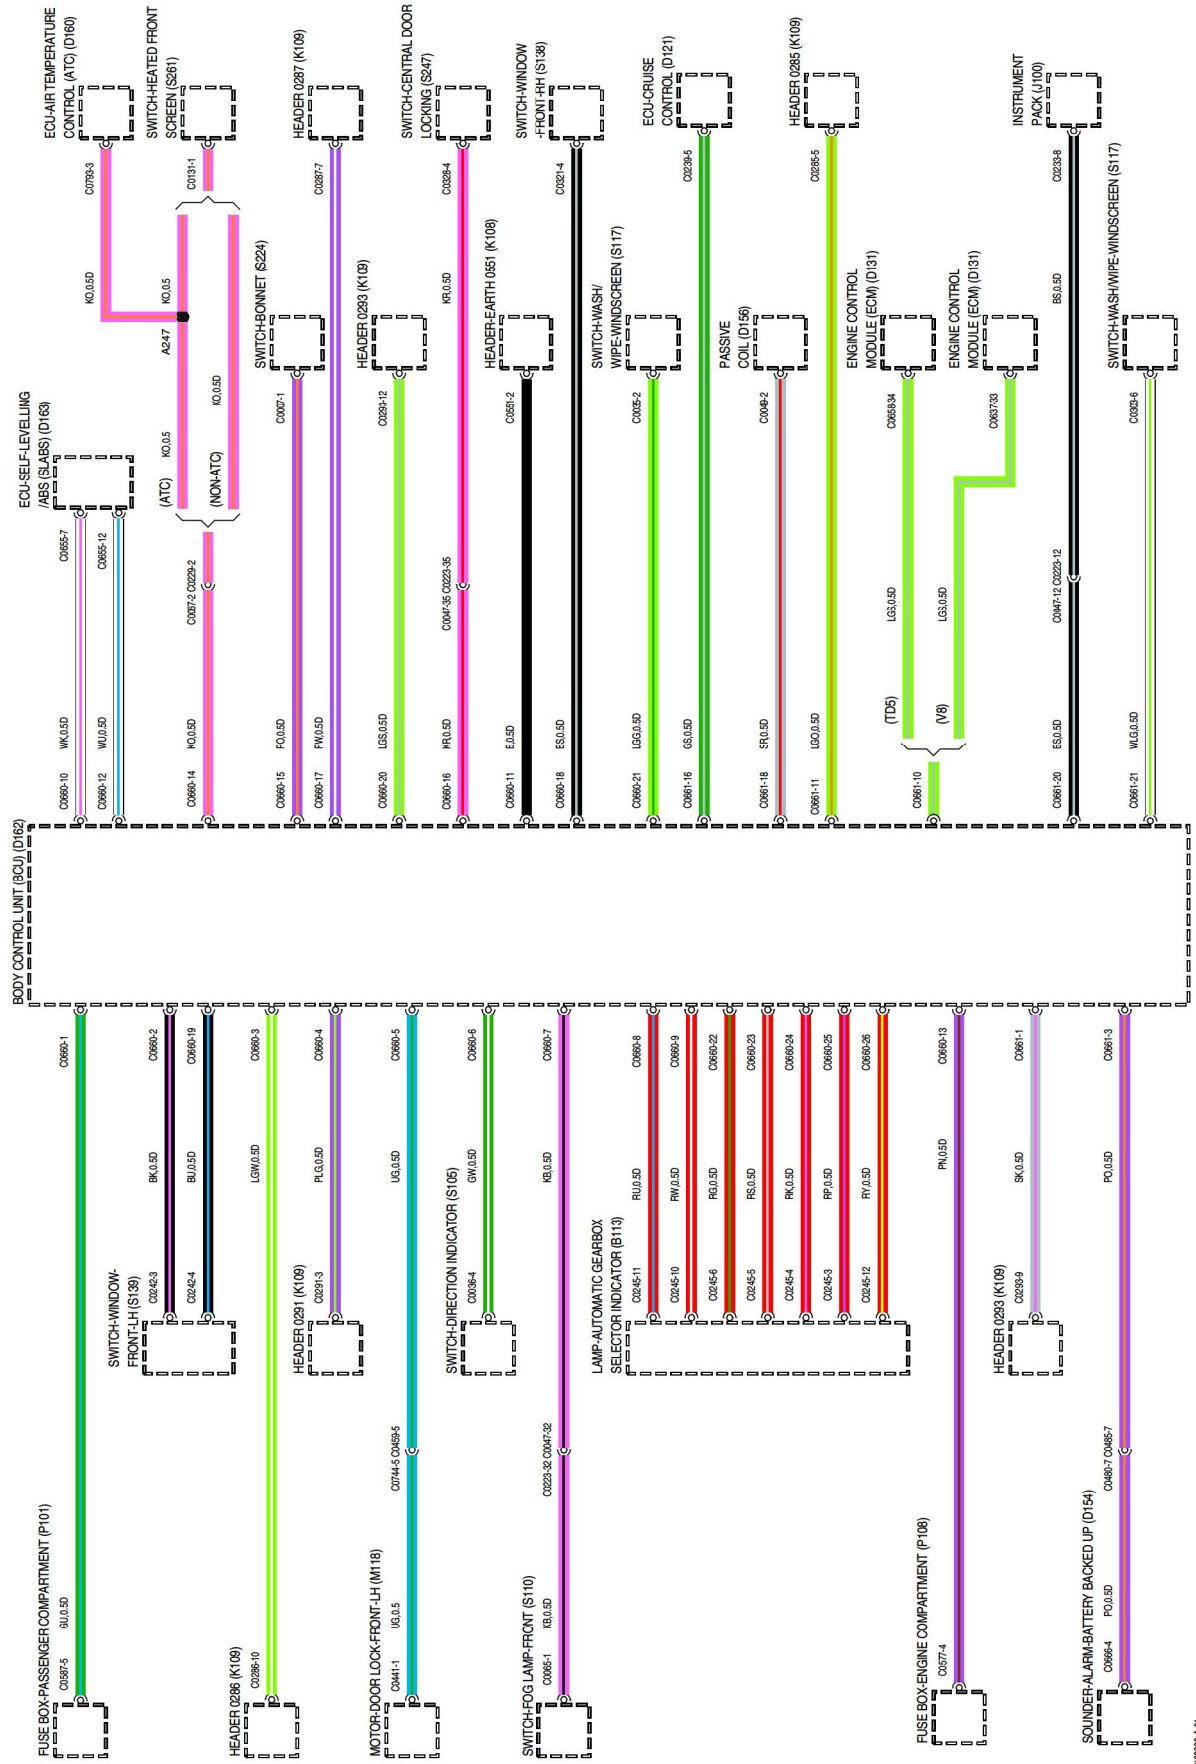 ECU-AIR TEMPERATURE
CONTROL (ATC) (D160)
SWITCH-HEATED FRONT
SCREEN (S261)
HEADER 0287 (K109)
SWITCH-CENTRAL DOOR
LOCKING (S247)
SWITCH-WINDOW
-FRONT-RH (S138)
ECU-CRUISE
CONTROL (D121)
HEADER 0285 (K109)
INSTRUMENT
PACK (J100)
C0793-3
C0131-1
C0287-7
C0328-4
C0321-4
C0239-5
C0285-5
C0233-8
KO,0.5D
KO,0.5
A247
KO,0.5D
KO,0.5
(ATC)
(NON-ATC)
ECU-SELF-LEVELLING
/ABS (SLABS) (D163)
SWITCH-BONNET (S224)
HEADER 0293 (K109)
KR,0.5D
HEADER-EARTH 0551 (K108)
SWITCH-WASH/
WIPE-WINDSCREEN (S117)
PASSIVE
COIL (D156)
ENGINE CONTROL
MODULE (ECM) (D131)
ENGINE CONTROL
MODULE (ECM) (D131)
BS,0.5D
SWITCH-WASH/WIPE-WINDSCREEN (S117)
C0655-7
C0655-12
C0067-2 C0229-2
C0007-1
C0293-12
C0047-35 C0223-35
C0551-2
C0035-2
C0049-2
C0658-34
C0637-33
C0447-12 C0223-12
C0303-6
WK,0.5D
WU,0.5D
KO,0.5D
FO,0.5D
PW,0.5D
LGS,0.5D
KR,0.5D
E,0.5D
ES,0.5D
LGG,0.5D
GS,0.5D
SR,0.5D
LGO,0.5D
LGS,0.5D
(TD5)
LGS,0.5D
(V8)
ES,0.5D
WLG,0.5D
C0660-10
C0660-12
C0660-14
C0660-15
C0660-17
C0660-20
C0660-16
C0660-11
C0660-18
C0660-21
C0661-16
C0661-18
C0661-11
C0661-10
C0661-20
C0661-21
BODY CONTROL UNIT (BCU) (D162)
C0660-1
C0660-2
C0660-19
C0660-3
C0660-4
C0660-5
C0660-6
C0660-7
C0660-8
C0660-9
C0660-22
C0660-23
C0660-24
C0660-25
C0660-26
C0660-13
C0661-1
C0661-3
BK,0.5D
BU,0.5D
LGW,0.5D
PLG,0.5D
UG,0.5D
GW,0.5D
KB,0.5D
RU,0.5D
RW,0.5D
RG,0.5D
RS,0.5D
RK,0.5D
RP,0.5D
RY,0.5D
PN,0.5D
SK,0.5D
PO,0.5D
C0242-3
C0242-4
C0291-3
C0036-4
C0245-11
C0245-10
C0245-6
C0245-5
C0245-4
C0245-3
C0245-12
C0293-9
SWITCH-WINDOW-
FRONT-LH (S139)
HEADER 0291 (K109)
SWITCH-DIRECTION INDICATOR (S105)
LAMP-AUTOMATIC GEARBOX
SELECTOR INDICATOR (B113)
HEADER 0293 (K109)
C0744-5 C0459-5
C0223-32 C0047-32
C0480-7 C0485-7
GU,0.5D
UG,0.5
KB,0.5D
PO,0.5D
C0587-5
C0286-10
C0441-1
C0065-1
C0577-4
C0666-4
FUSE BOX-PASSENGER COMPARTMENT (P101)
HEADER 0286 (K109)
MOTOR-DOOR LOCK-FRONT-LH (M118)
SWITCH-FOG LAMP-FRONT (S110)
FUSE BOX-ENGINE COMPARTMENT (P108)
SOUNDER-ALARM-BATTERY BACKED UP (D154)